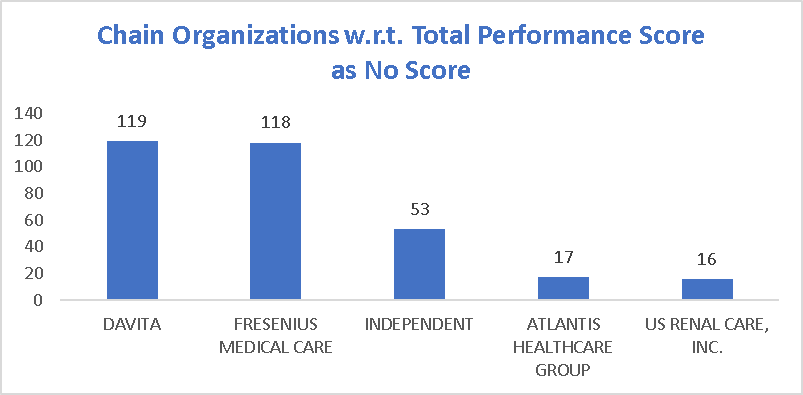 Chain Organizations w.r.t. Total Performance Score
as No Score
140
120
100
80
60
40
20
0
119
118
53
17
16
DAVITA
FRESENIUS
MEDICAL CARE
INDEPENDENT
ATLANTIS
HEALTHCARE
GROUP
US RENAL CARE,
INC.